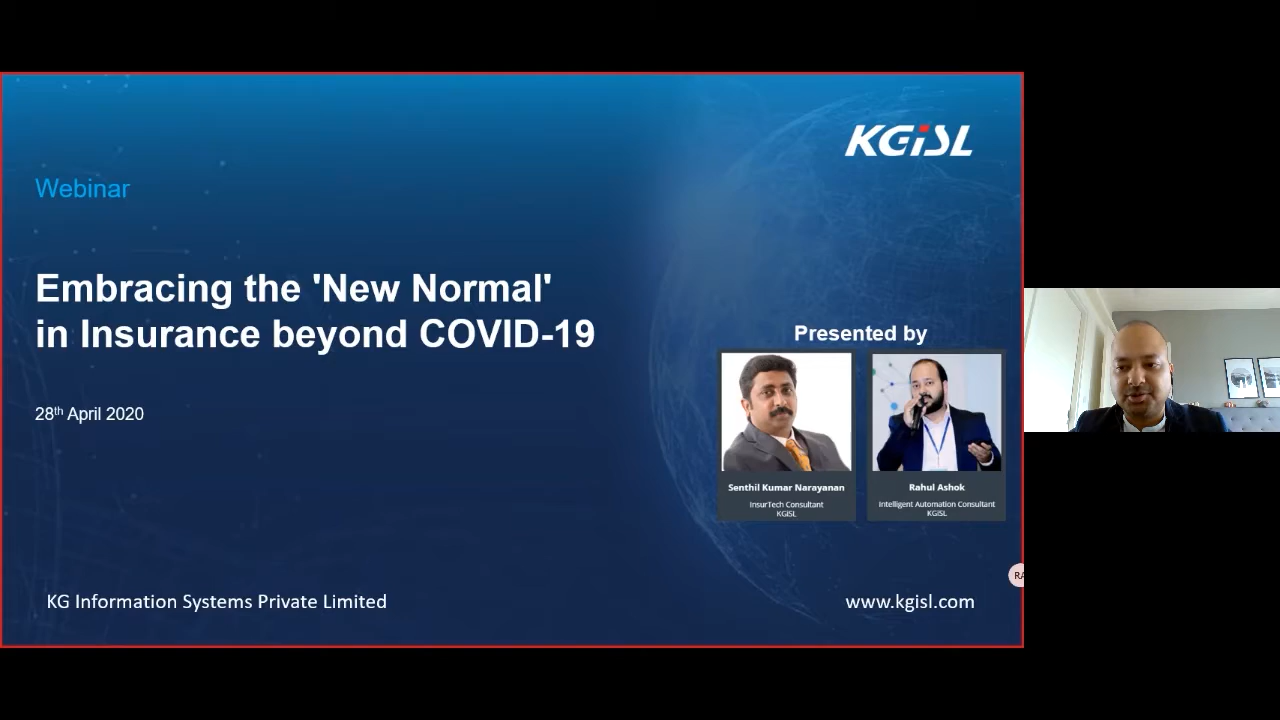 KGiSL
Webinar
Embracing the 'New Normal'
in Insurance beyond COVID-19
28th April 2020
Presented by
Senthil Kumar Narayanan
InsurTech Consultant
KGiSL
Rahul Ashok
Intelligent Automation Consultant
KGiSL
RA
KG Information Systems Private Limited
www.kgisl.com